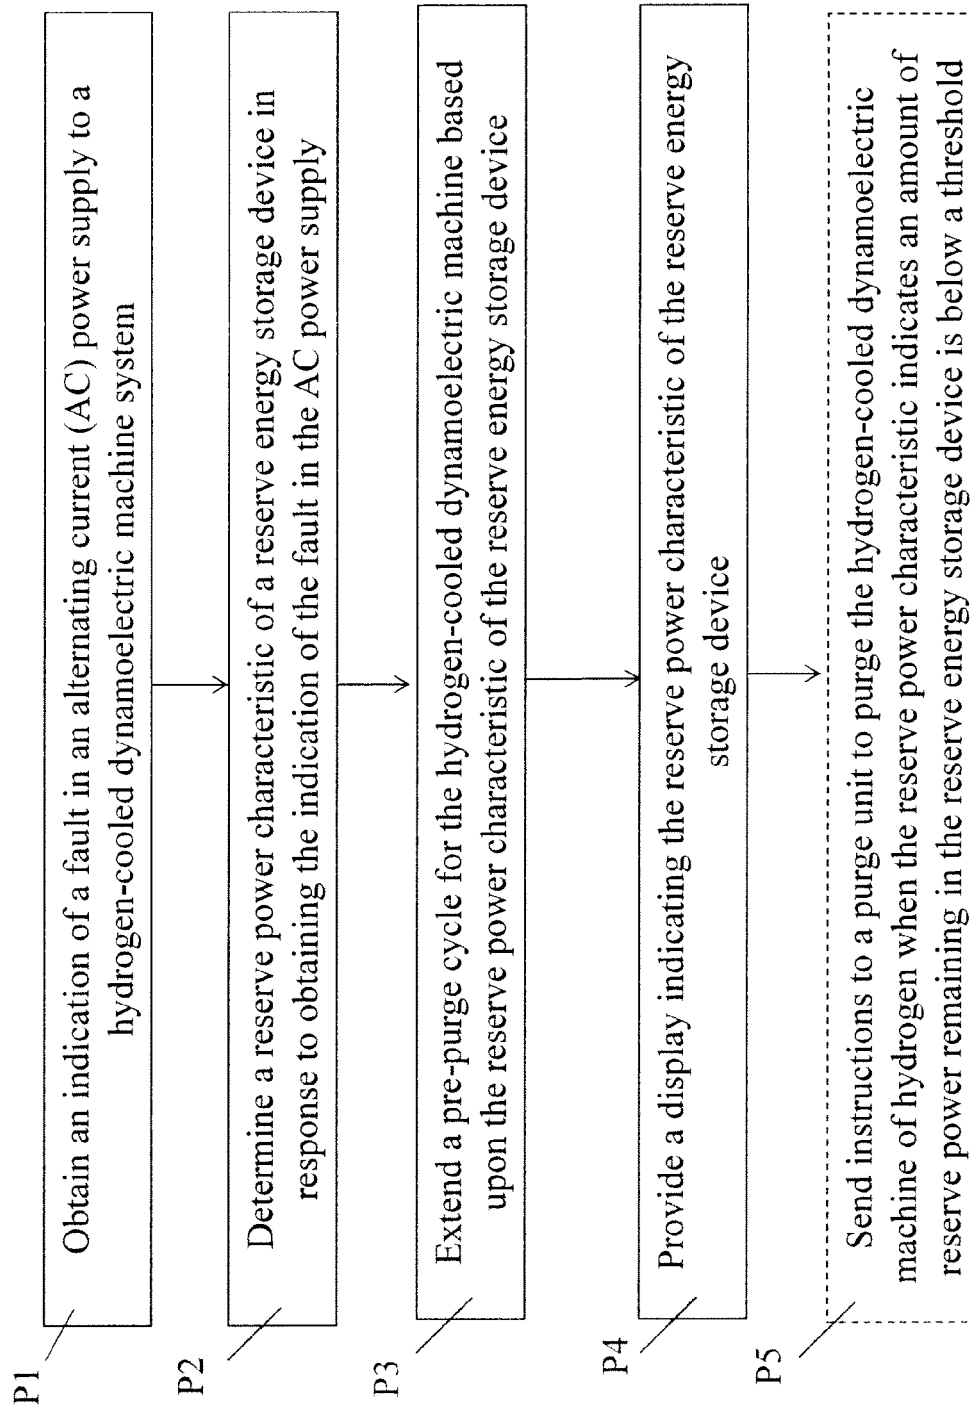 P1
Obtain an indication of a fault in an alternating current (AC) power supply to a
hydrogen-cooled dynamoelectric machine system
P2
Determine a reserve power characteristic of a reserve energy storage device in
response to obtaining the indication of the fault in the AC power supply
P3
Extend a pre-purge cycle for the hydrogen-cooled dynamoelectric machine based
upon the reserve power characteristic of the reserve energy storage device
P4
Provide a display indicating the reserve power characteristic of the reserve energy
storage device
P5
Send instructions to a purge unit to purge the hydrogen-cooled dynamoelectric
machine of hydrogen when the reserve power characteristic indicates an amount of
reserve power remaining in the reserve energy storage device is below a threshold